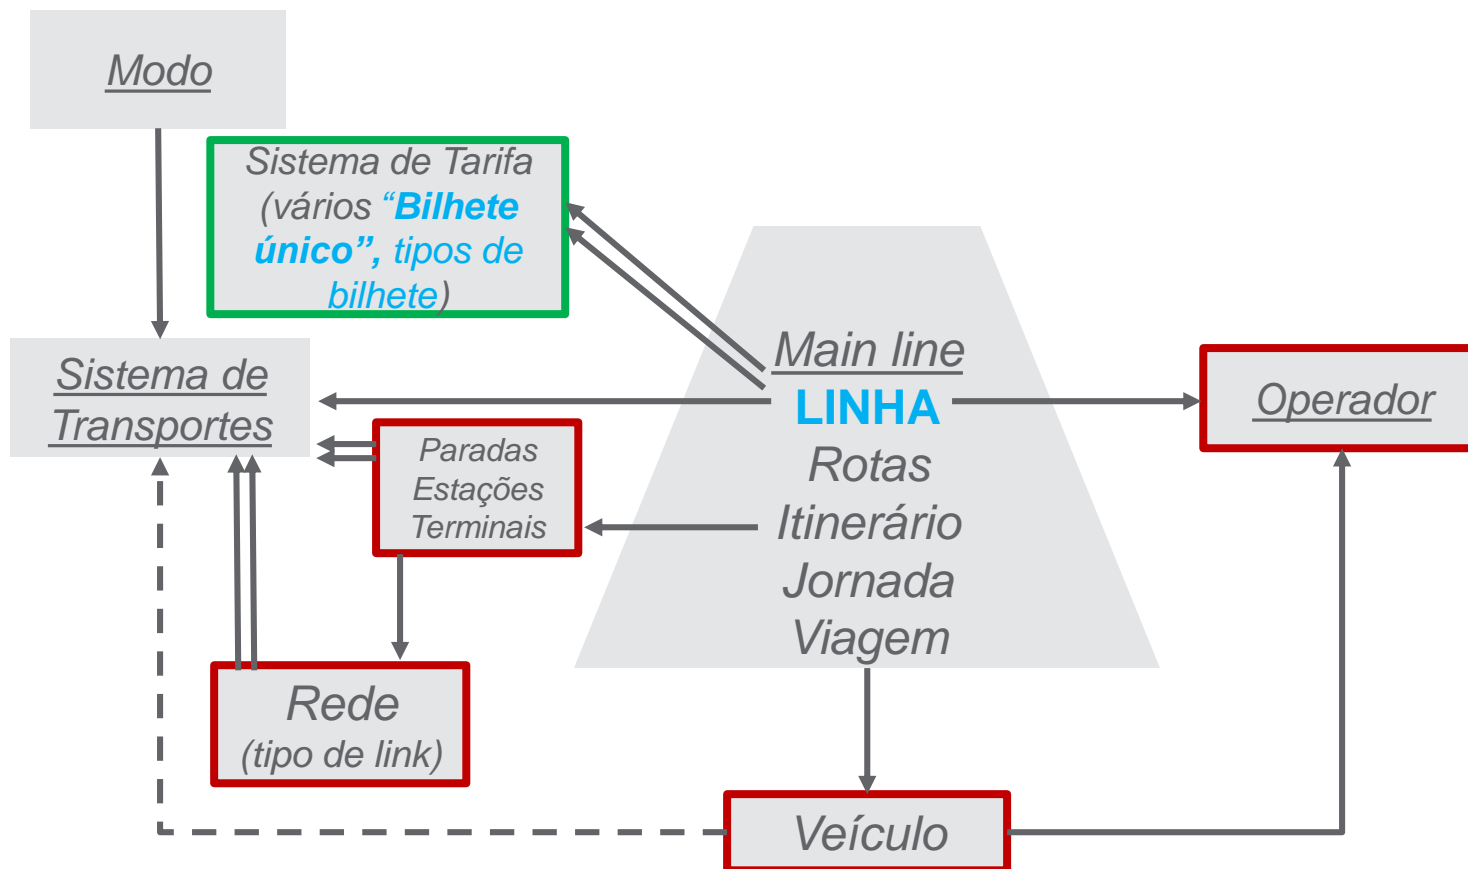 Modo
Sistema de Tarifa
(vários “Bilhete
único”, tipos de
bilhete)
Sistema de
Transportes
Main line
LINHA
Rotas
Itinerário
Jornada
Viagem
Operador
Paradas
Estações
Terminais
Rede
(tipo de link)
Veículo